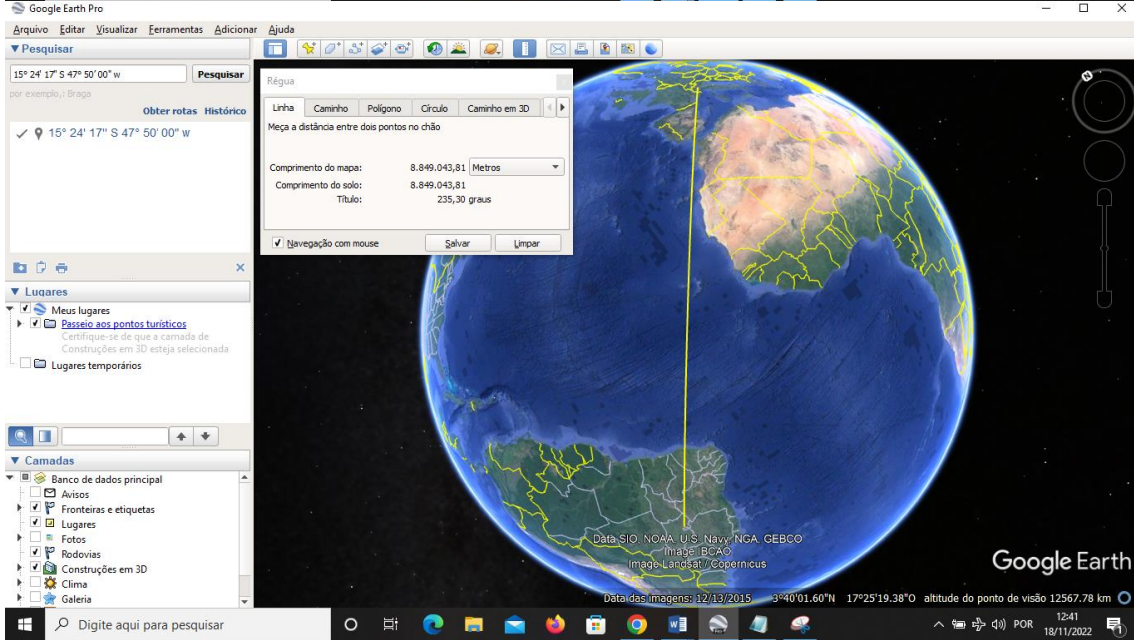 Google Earth Pro
Arquivo Editar Visualizar Ferramentas Adicionar Ajuda
Pesquisar
15º 24' 17" S 47º 50' 00" w
Pesquisar
por exemplo,: Braga
Obter rotas Histórico
15° 24' 17" S 47° 50' 00" w
Régua
Linha Caminho Polígono Círculo Caminho em 3D
Meça a distância entre dois pontos no chão
Comprimento do mapa: 8.849.043,81 Metros
Comprimento do solo: 8.849.043,81
Título: 235,30 graus
Navegação com mouse Salvar Limpar
Lugares
Meus lugares
Passeio aos pontos turísticos
Certifique-se de que a camada de
Construções em 3D esteja selecionada
Lugares temporários
Camadas
Banco de dados principal
Avisos
Fronteiras e etiquetas
Lugares
Fotos
Rodovias
Construções em 3D
Clima
Galeria
N
Data SIO, NOAA, U.S. Navy, NGA, GEBCO
Image IBCAO
Image Landsat / Copernicus
Google Earth
Data das imagens: 12/13/2015 3°40'01.60"N 17°25'19.38"O altitude do ponto de visão 12567.78 km
Digite aqui para pesquisar
POR
12:41
18/11/2022